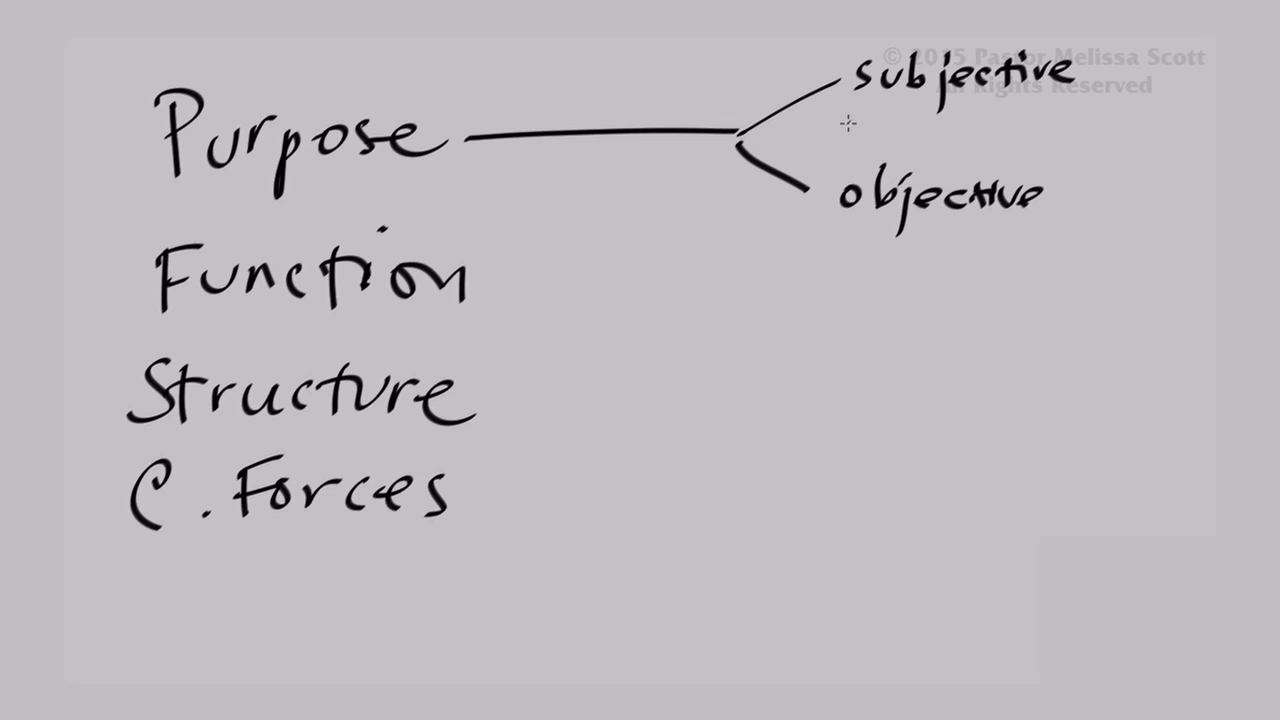 © 2015 Pastor Melissa Scott
All Rights Reserved
subjective
Purpose
objective
Function
Structure
C. Forces